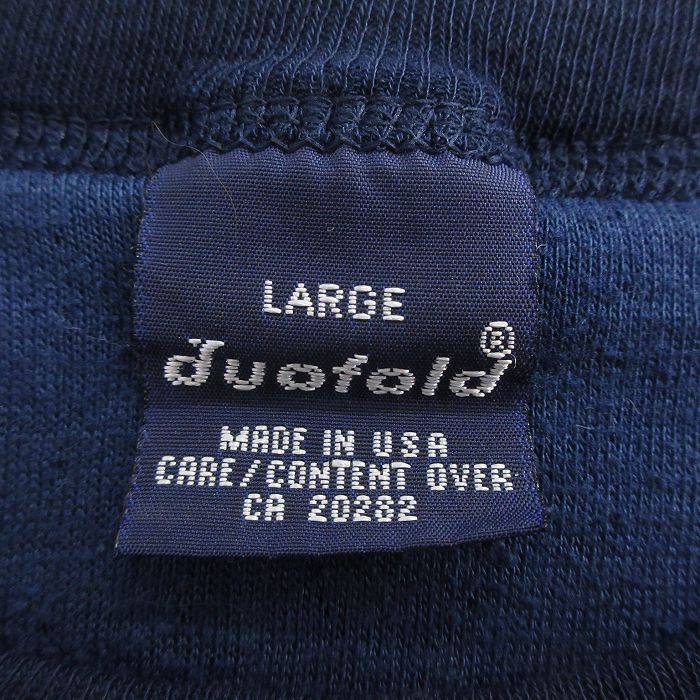 LARGE
duofold®
MADE IN USA
CARE/CONTENT OVER
CA 20282